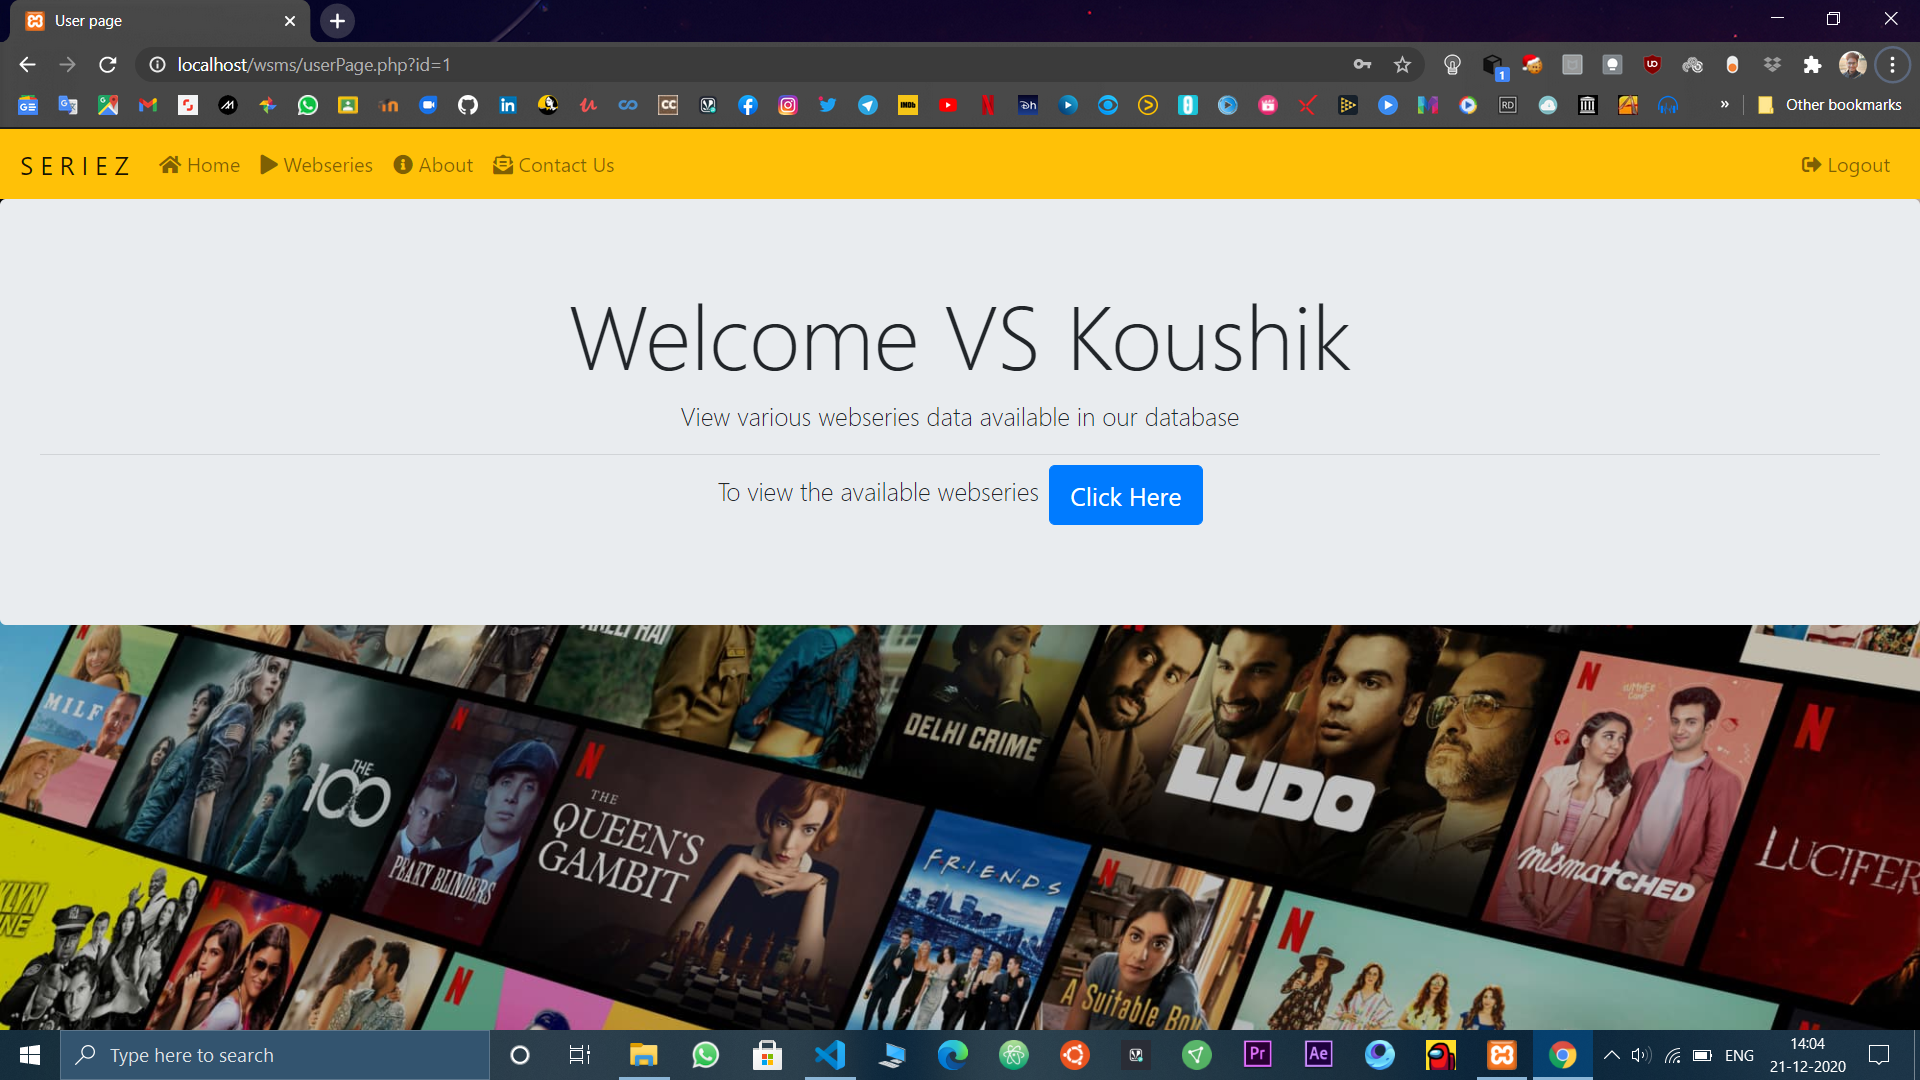 User page
localhost/wsms/userPage.php?id=1
Other bookmarks
SERIEZ Home Webseries About Contact Us Logout
Welcome VS Koushik
View various webseries data available in our database
To view the available webseries Click Here
MILF
THE 100
PEAKY BLINDERS
THE QUEEN'S GAMBIT
DELHI CRIME
LUDO
MISMATCHED
LUCIFER
F.R.I.E.N.D.S
A Suitable Boy
Type here to search
ENG
14:04
21-12-2020